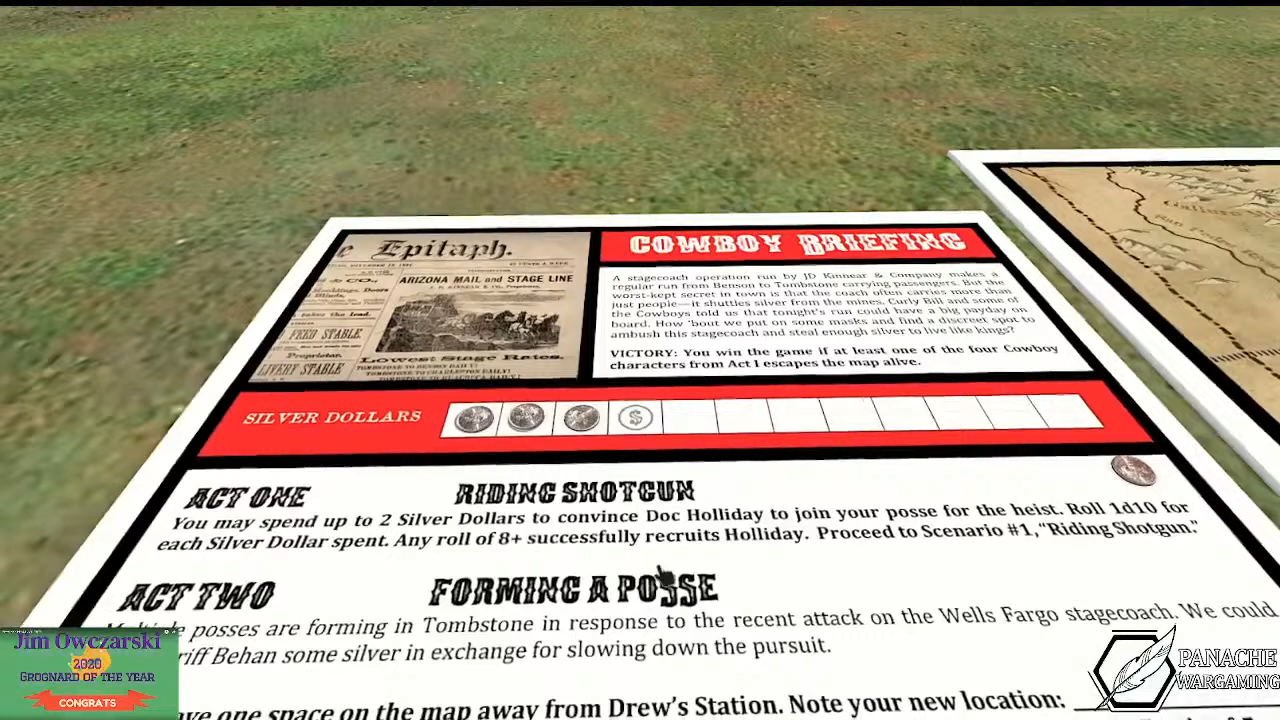 Epitaph.
ARIZONA MAIL and STAGE LINE
FEED STABLE.
Proprietor.
LIVERY STABLE
Lowest Stage Rates.
COWBOY BRIEFING
A stagecoach operation run by JD Kinnear & Company makes a
regular run from Benson to Tombstone carrying passengers. But the
worst-kept secret in town is that the coach often carries more than
just people—it shuttles silver from the mines. Curly Bill and some of
the Cowboys told us that tonight's run could have a big payday on
board. How 'bout we put on some masks and find a discreet spot to
ambush this stagecoach and steal enough silver to live like kings?
VICTORY: You win the game if at least one of the four Cowboy
characters from Act I escapes the map alive.
SILVER DOLLARS
$
ACT ONE RIDING SHOTGUN
You may spend up to 2 Silver Dollars to convince Doc Holliday to join your posse for the heist. Roll 1d10 for
each Silver Dollar spent. Any roll of 8+ successfully recruits Holliday. Proceed to Scenario #1, "Riding Shotgun."
ACT TWO FORMING A POSSE
posses are forming in Tombstone in response to the recent attack on the Wells Fargo stagecoach. We could
riff Behan some silver in exchange for slowing down the pursuit.
ve one space on the map away from Drew's Station. Note your new location:
Jim Owczarski
2020
GROGNARD OF THE YEAR
CONGRATS
PANACHE
WARGAMING